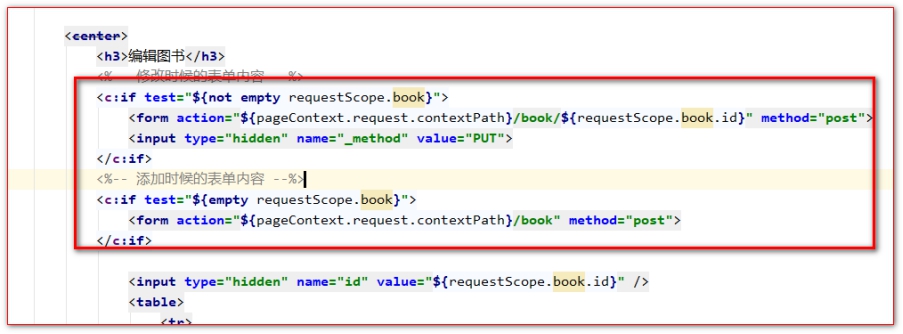 <center>
<h3>编辑图书</h3>
<%-- 修改时候的表单内容 --%>
<c:if test="${not empty requestScope.book}">
<form action="${pageContext.request.contextPath}/book/${requestScope.book.id}" method="post">
<input type="hidden" name="_method" value="PUT">
</c:if>
<%-- 添加时候的表单内容 --%>
<c:if test="${empty requestScope.book}">
<form action="${pageContext.request.contextPath}/book" method="post">
</c:if>
<input type="hidden" name="id" value="${requestScope.book.id}" />
<table>
<tr>